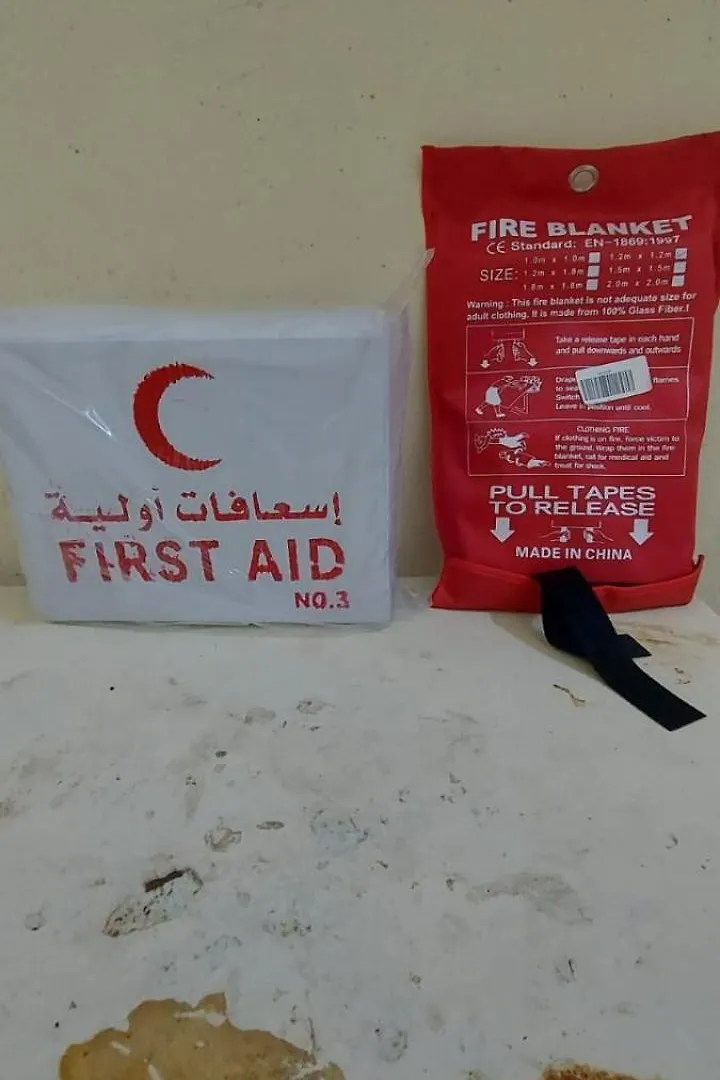 إسعافات أولية
FIRST AID
NO.3
FIRE BLANKET
CE Standard: EN-1869:1997
SIZE:
1.0m x 1.0m 1.2m x 1.2m
1.2m x 1.8m 1.5m x 1.5m
1.8m x 1.8m 2.0m x 2.0m
Warning : This fire blanket is not adequate size for
adult clothing. It is made from 100% Glass Fiber.!
Take a release tape in each hand
and pull downwards and outwards
flames
to
Switch
Leave in position until cool.
CLOTHING FIRE
If clothing is on fire, force victim to
the ground. Wrap them in the fire
blanket, call for medical aid and
treat for shock.
PULL TAPES
TO RELEASE
MADE IN CHINA